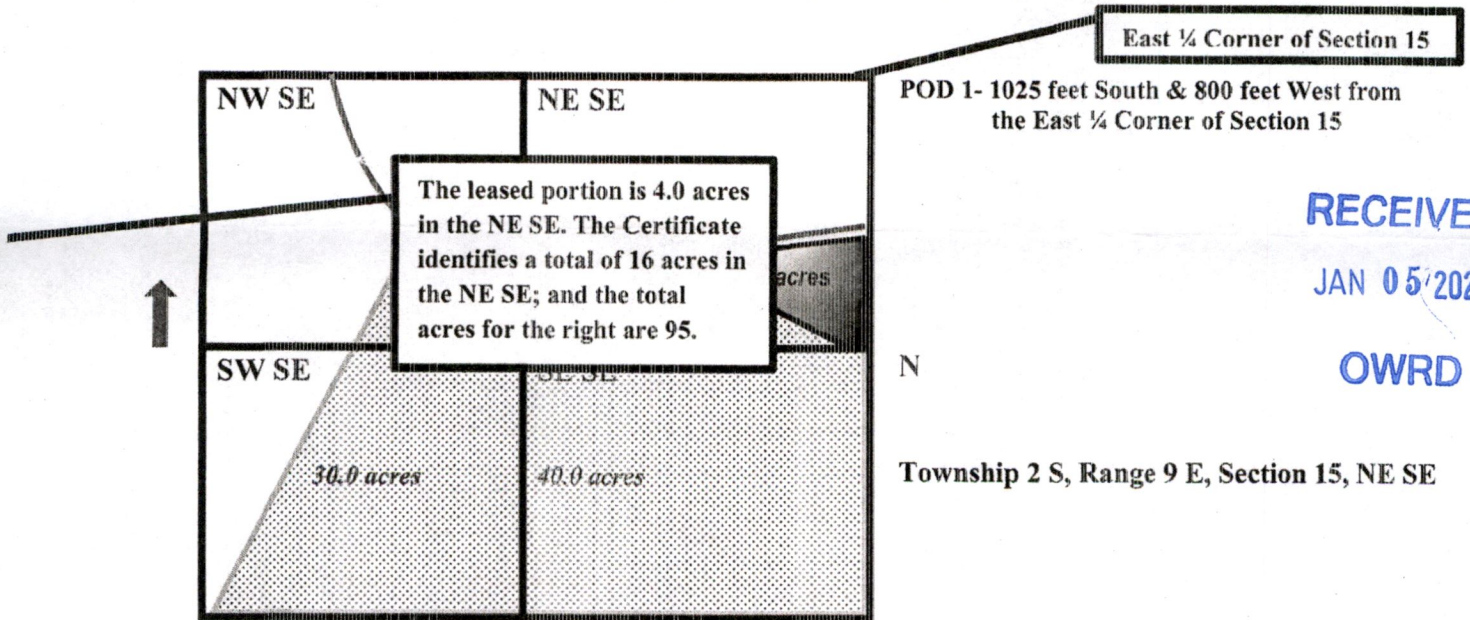 East ¼ Corner of Section 15
NW SE
NE SE
POD 1- 1025 feet South & 800 feet West from
the East ¼ Corner of Section 15
The leased portion is 4.0 acres
in the NE SE. The Certificate
identifies a total of 16 acres in
the NE SE; and the total
acres for the right are 95.
acres
RECEIVE
JAN 05 202
SW SE
SE SE
N
OWRD
30.0 acres
40.0 acres
Township 2 S, Range 9 E, Section 15, NE SE